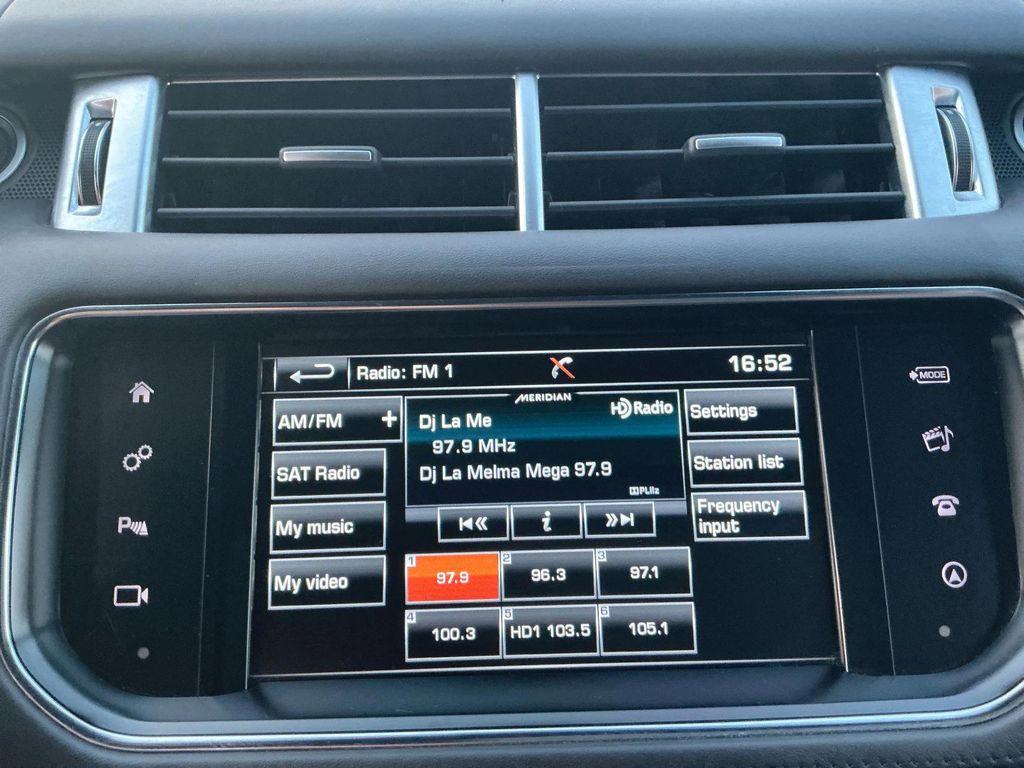 Radio: FM 1
16:52
MODE
AM/FM +
SAT Radio
My music
My video
MERIDIAN
HD Radio
Dj La Me
97.9 MHz
Dj La Melma Mega 97.9
PLIIz
i
Settings
Station list
Frequency
input
1 97.9
2 96.3
3 97.1
4 100.3
5 HD1 103.5
6 105.1
P